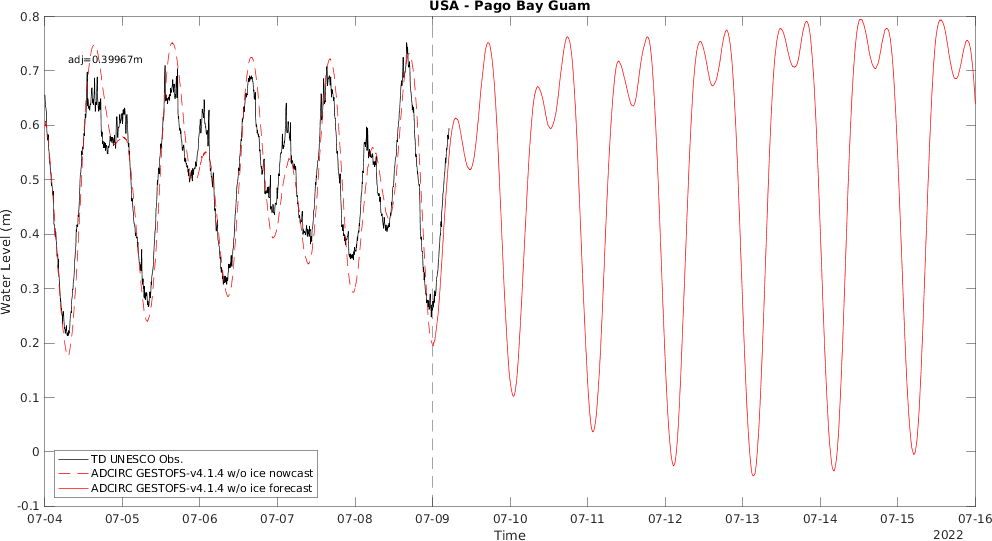 USA - Pago Bay Guam
adj=0.39967m
Water Level (m)
0.8
0.7
0.6
0.5
0.4
0.3
0.2
0.1
0
-0.1
TD UNESCO Obs.
ADCIRC GESTOFS-v4.1.4 w/o ice nowcast
ADCIRC GESTOFS-v4.1.4 w/o ice forecast
07-04 07-05 07-06 07-07 07-08 07-09 07-10 07-11 07-12 07-13 07-14 07-15 07-16
Time
2022